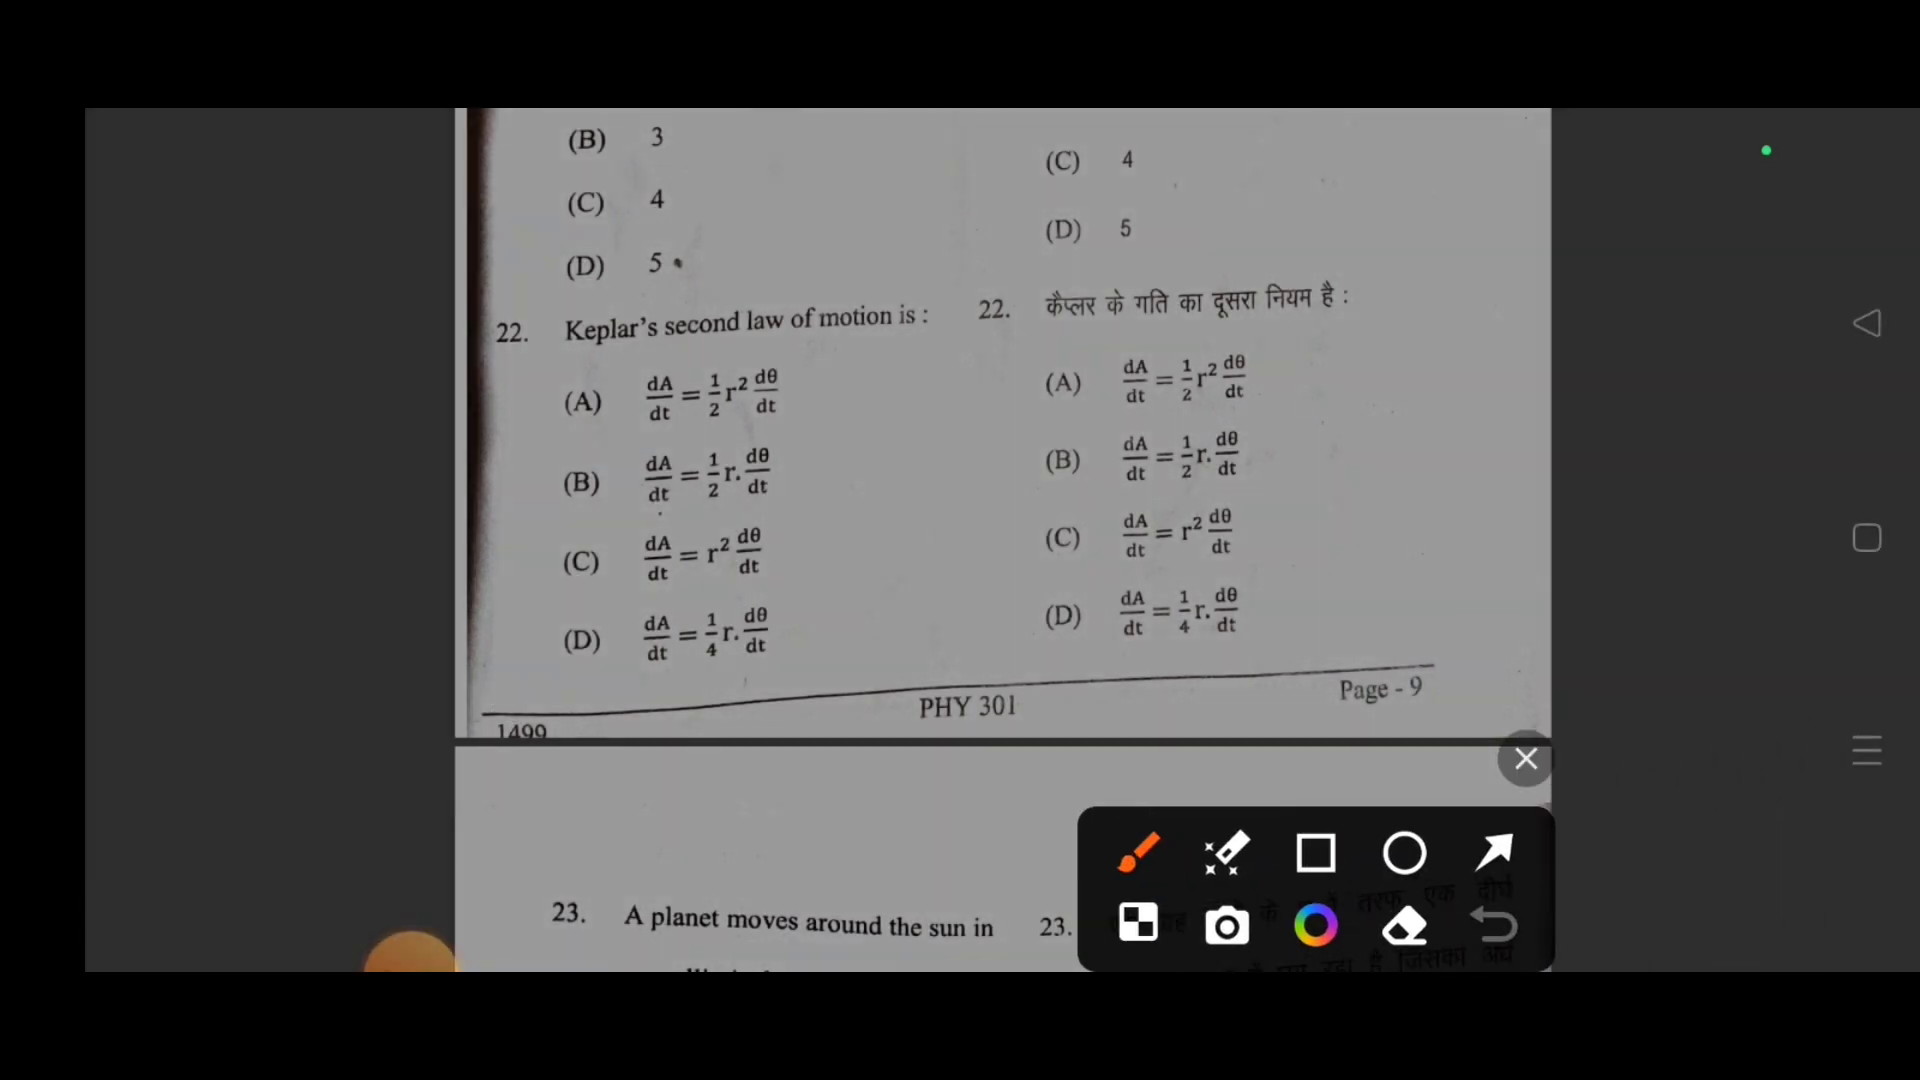 (B) 3
(C) 4
(D) 5
22. Keplar's second law of motion is :
(A) dA/dt = 1/2 r² dθ/dt
(B) dA/dt = 1/2 r. dθ/dt
(C) dA/dt = r² dθ/dt
(D) dA/dt = 1/4 r. dθ/dt
(C) 4
(D) 5
22. कैप्लर के गति का दूसरा नियम है :
(A) dA/dt = 1/2 r² dθ/dt
(B) dA/dt = 1/2 r. dθ/dt
(C) dA/dt = r² dθ/dt
(D) dA/dt = 1/4 r. dθ/dt
1499
PHY 301
Page - 9
23. A planet moves around the sun in
23. के तरफ एक दीर्घ
रहा है जिसका